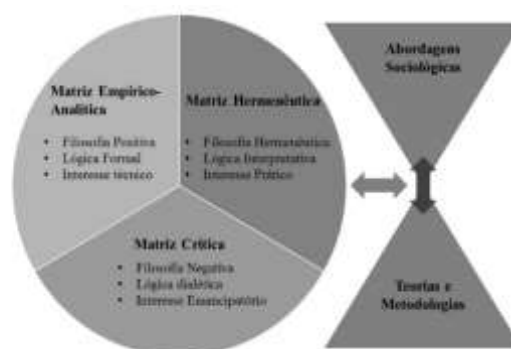 Matriz Empírico-
Analítica
• Filosofia Positiva
• Lógica Formal
• Interesse técnico
Matriz Hermenêutica
• Filosofia Hermenêutica
• Lógica Interpretativa
• Interesse Prático
Matriz Crítica
• Filosofia Negativa
• Lógica dialética
• Interesse Emancipatório
Abordagens
Sociológicas
Teorias e
Metodologias